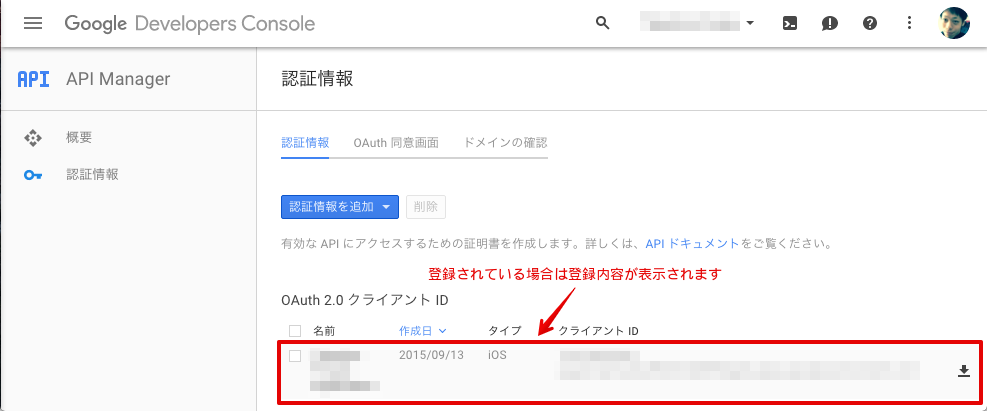 Google Developers Console
API API Manager
認証情報
概要
認証情報
認証情報 OAuth 同意画面 ドメインの確認
認証情報を追加 削除
有効な API にアクセスするための証明書を作成します。詳しくは、API ドキュメントをご覧ください。
登録されている場合は登録内容が表示されます
OAuth 2.0 クライアント ID
名前 作成日 タイプ クライアント ID
2015/09/13 iOS